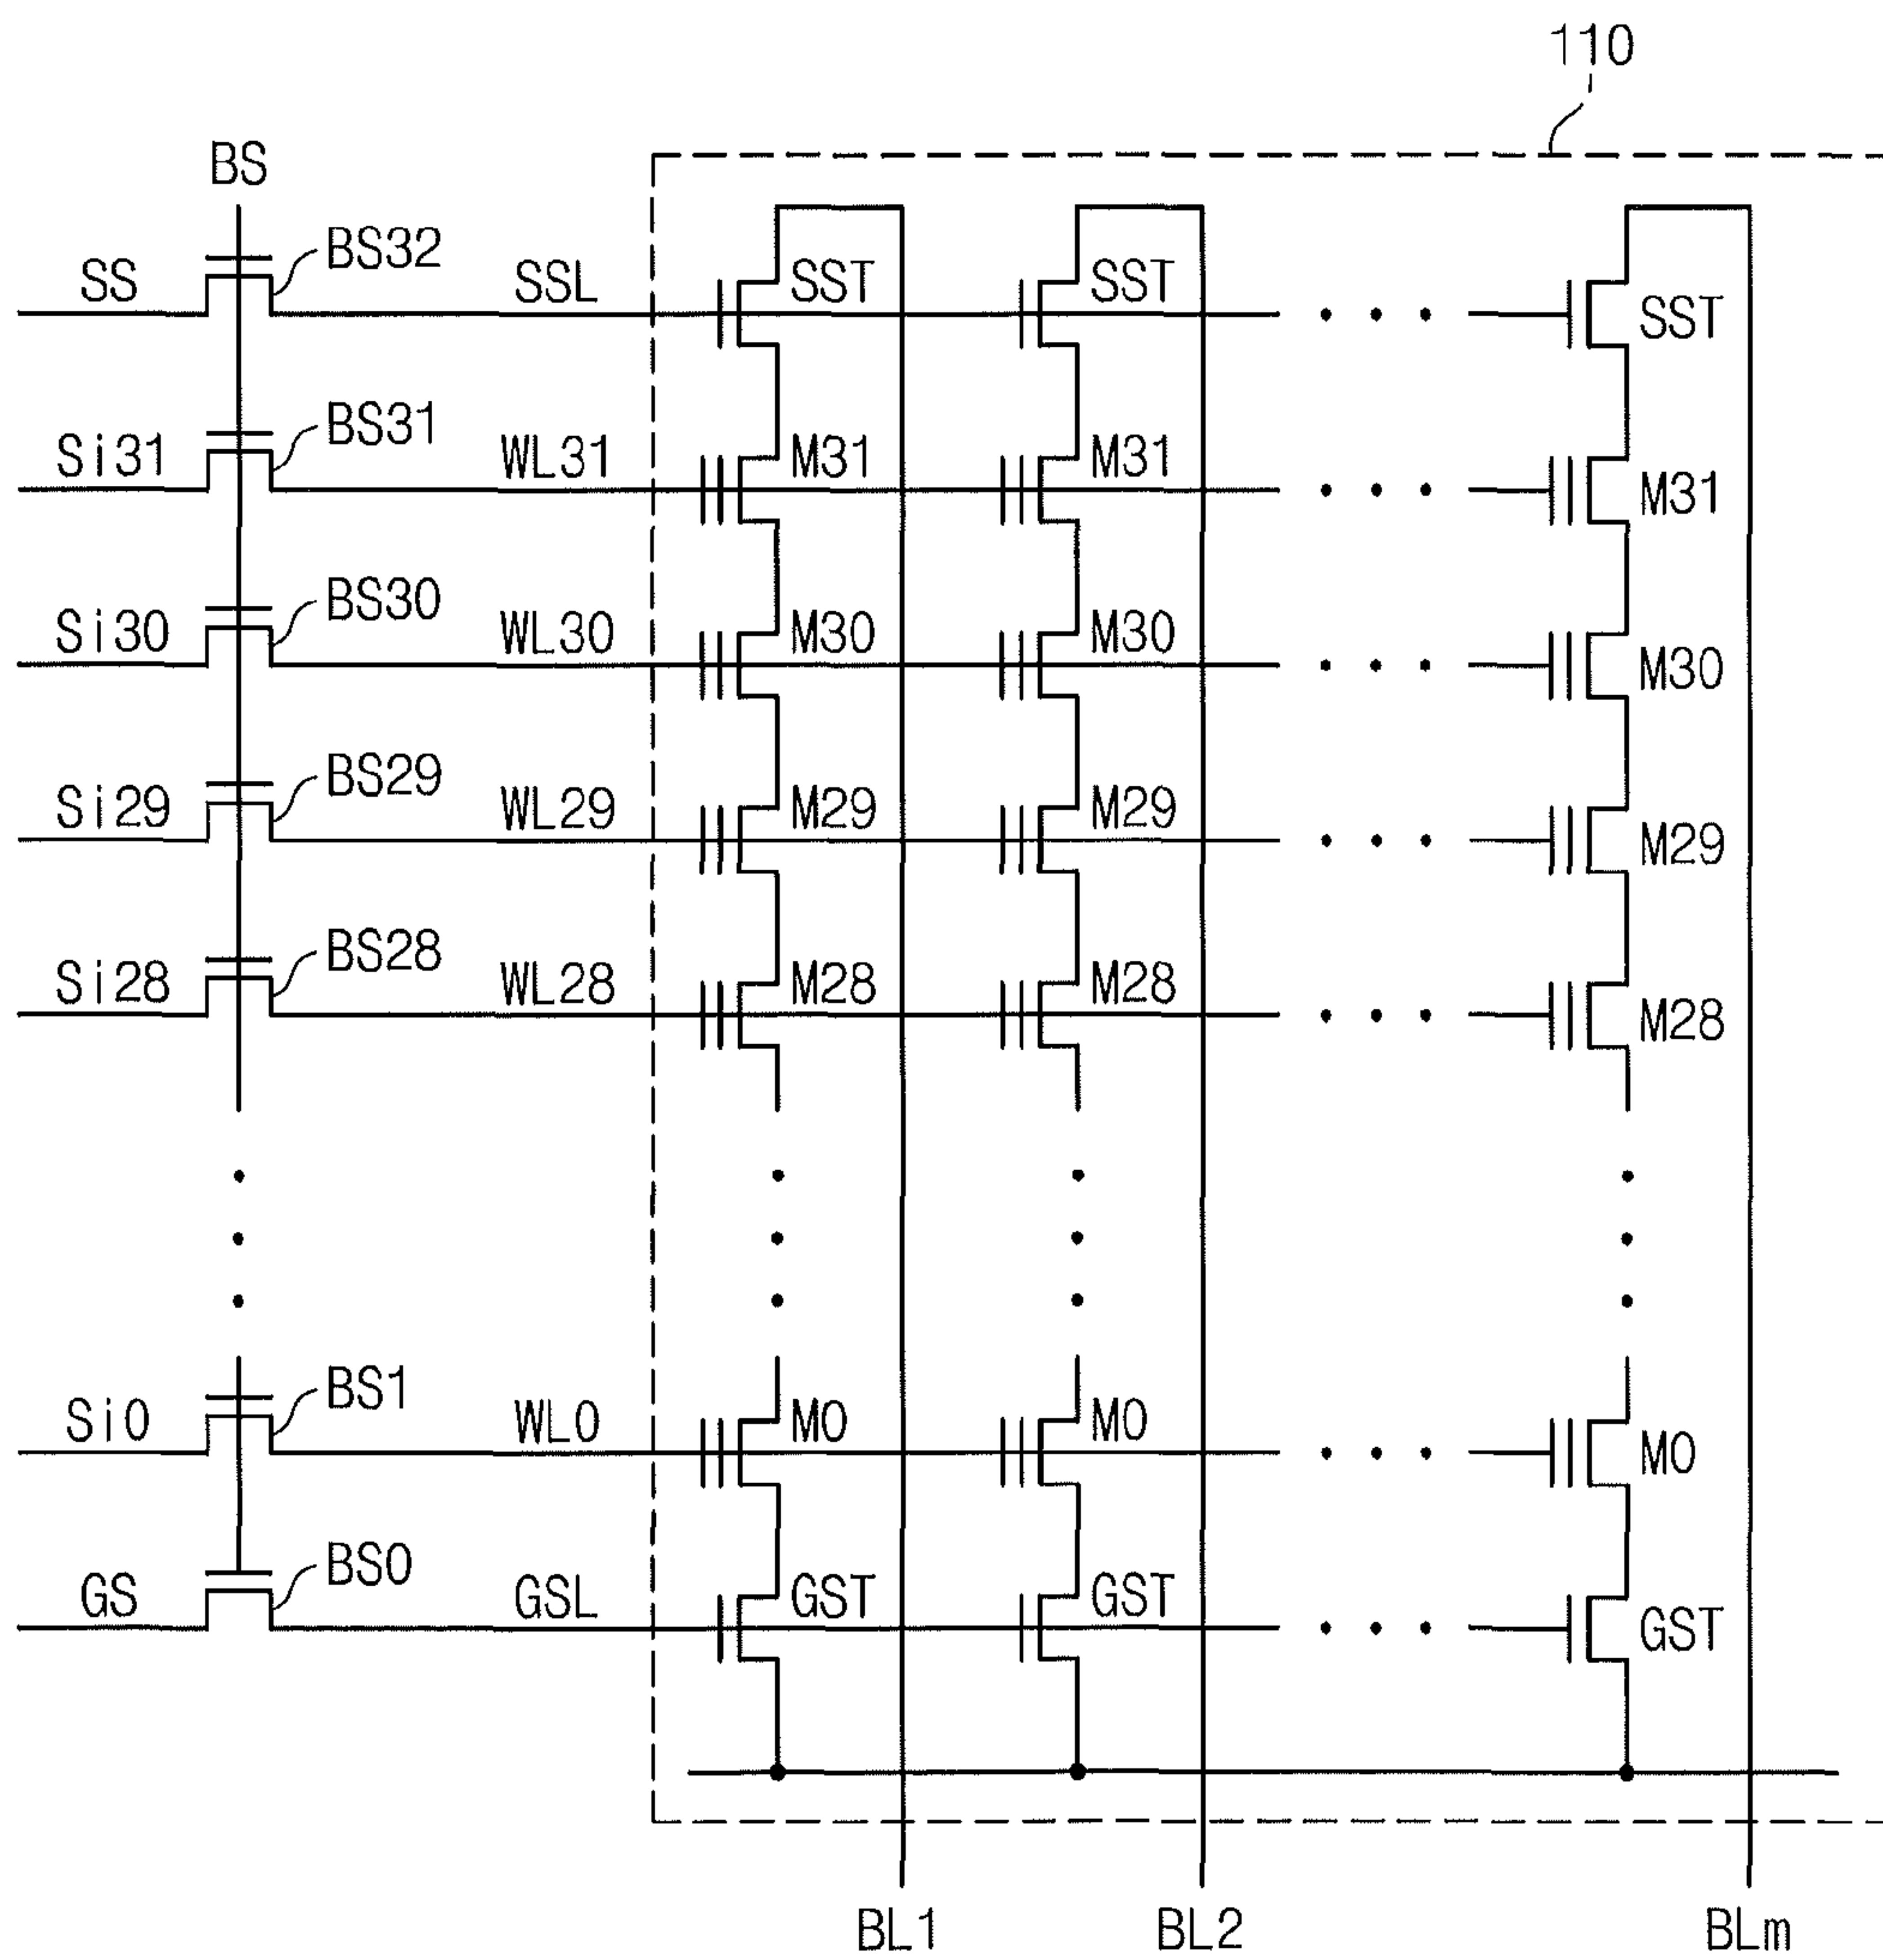 110
BS
SS BS32 SSL SST SST SST
Si31 BS31 WL31 M31 M31 M31
Si30 BS30 WL30 M30 M30 M30
Si29 BS29 WL29 M29 M29 M29
Si28 BS28 WL28 M28 M28 M28
Si0 BS1 WL0 M0 M0 M0
GS BS0 GSL GST GST GST
BL1 BL2 BLm